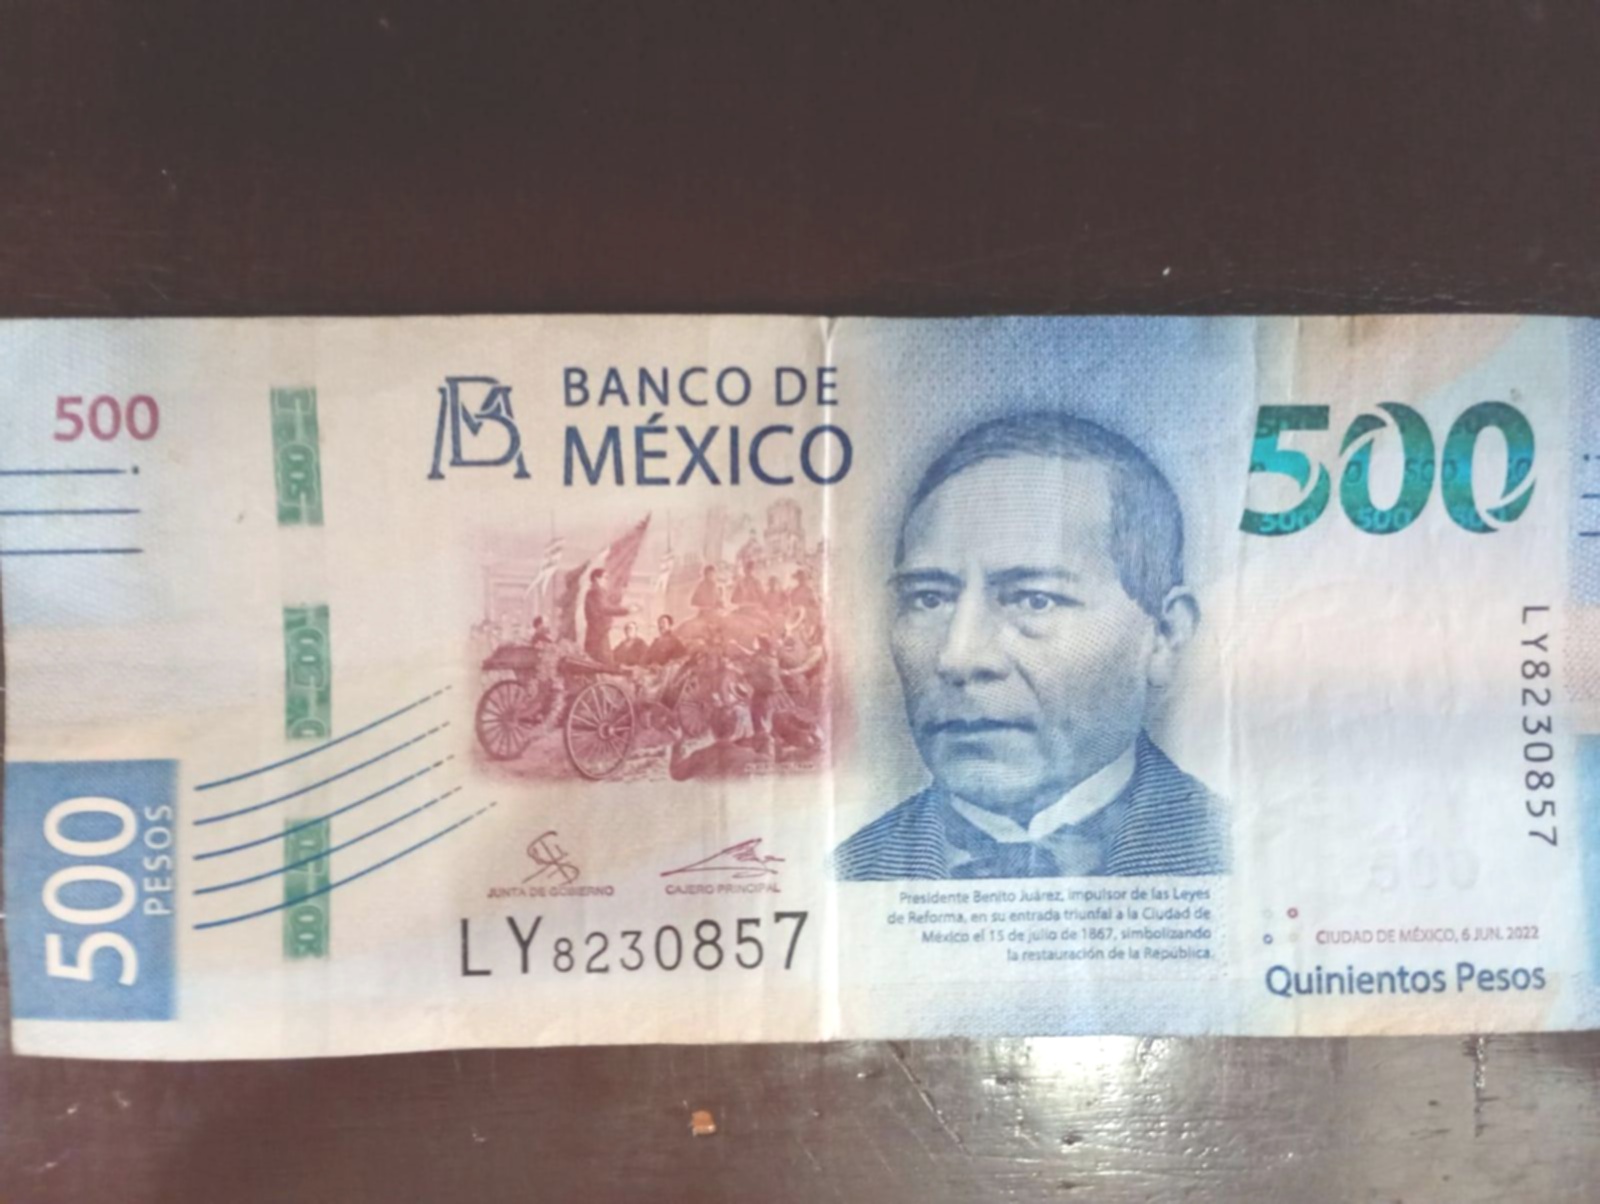 500
BANCO DE
MÉXICO
500
500
PESOS
JUNTA DE GOBIERNO
CAJERO PRINCIPAL
LY8230857
Presidente Benito Juárez, impulsor de las Leyes
de Reforma, en su entrada triunfal a la Ciudad de
México el 15 de julio de 1867, simbolizando
la restauración de la República.
LY8230857
CIUDAD DE MÉXICO, 6 JUN. 2022
Quinientos Pesos